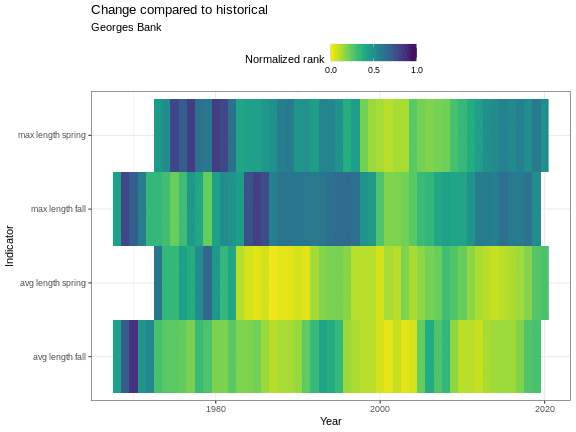 Change compared to historical
Georges Bank
Normalized rank
0.0 0.5 1.0
max length spring
max length fall
avg length spring
avg length fall
Indicator
1980 2000 2020
Year